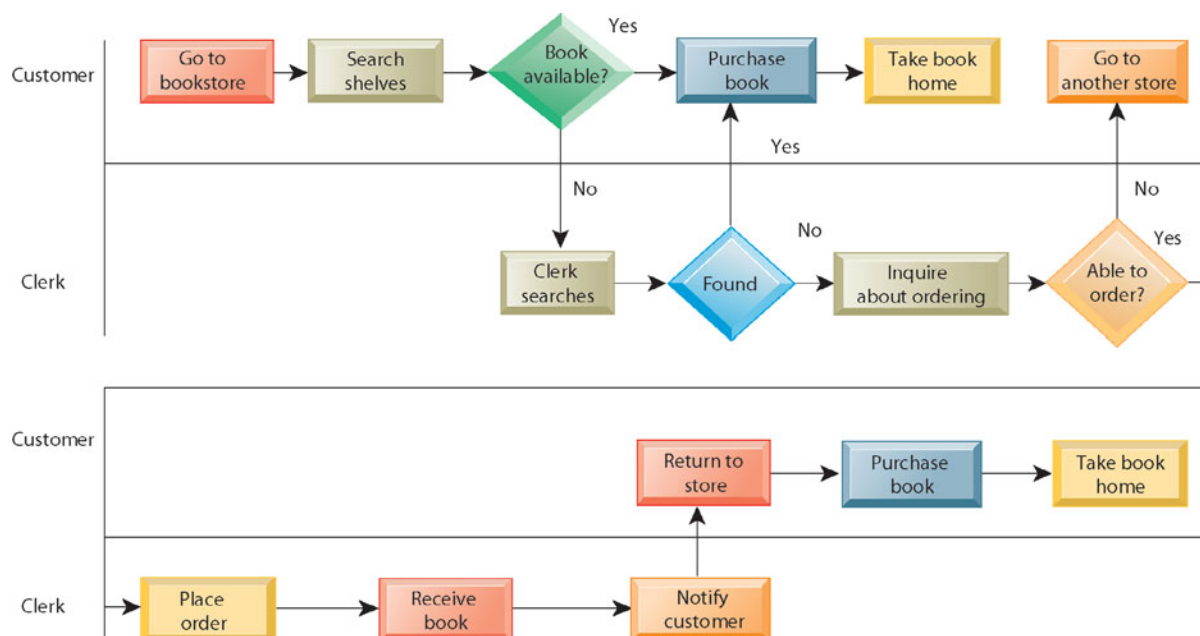 Customer
Go to
bookstore
Search
shelves
Book
available?
Yes
Purchase
book
Take book
home
Go to
another store
Yes
No
No
No
Clerk
Clerk
searches
Found
Inquire
about ordering
Able to
order?
Yes
Customer
Return to
store
Purchase
book
Take book
home
Clerk
Place
order
Receive
book
Notify
customer